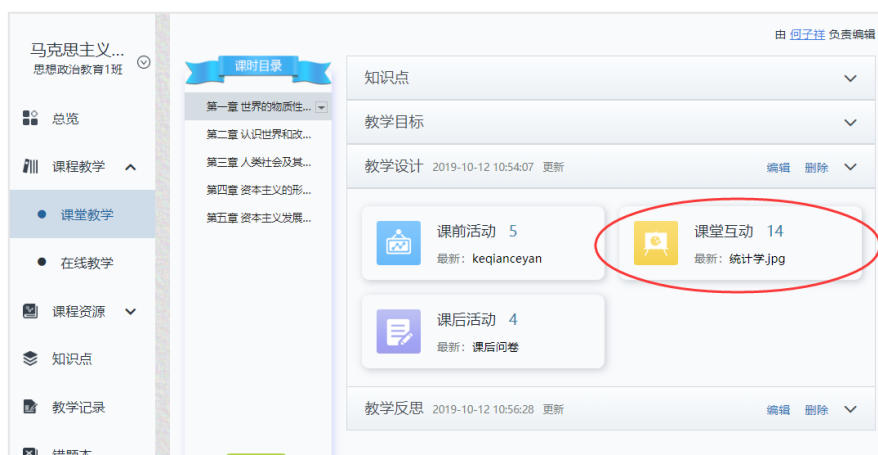 由 何子祥 负责编辑
马克思主义...
思想政治教育1班
总览
课程教学
课堂教学
在线教学
课程资源
知识点
教学记录
错题本
课时目录
第一章 世界的物质性...
第二章 认识世界和改...
第三章 人类社会及其...
第四章 资本主义的形...
第五章 资本主义发展...
知识点
教学目标
教学设计 2019-10-12 10:54:07 更新 编辑 删除
课前活动 5
最新：keqianceyan
课堂互动 14
最新：统计学.jpg
课后活动 4
最新：课后问卷
教学反思 2019-10-12 10:56:28 更新 编辑 删除